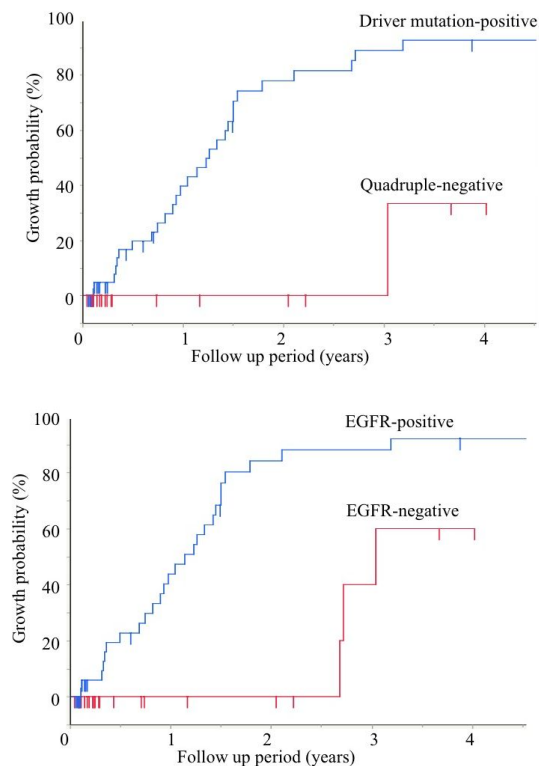 100
80
60
40
20
0
Growth probability (%)
Driver mutation-positive
Quadruple-negative
0 1 2 3 4
Follow up period (years)
100
80
60
40
20
0
Growth probability (%)
EGFR-positive
EGFR-negative
0 1 2 3 4
Follow up period (years)